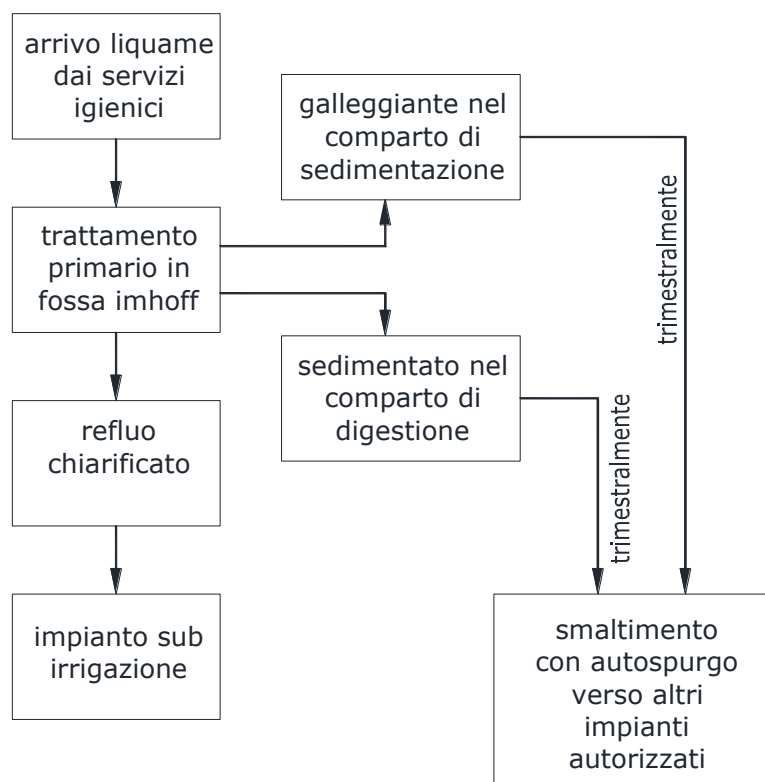 arrivo liquame
dai servizi
igienici
galleggiante nel
comparto di
sedimentazione
trattamento
primario in
fossa imhoff
trimestralmente
sedimentato nel
comparto di
digestione
trimestralmente
refluo
chiarificato
impianto sub
irrigazione
smaltimento
con autospurgo
verso altri
impianti
autorizzati